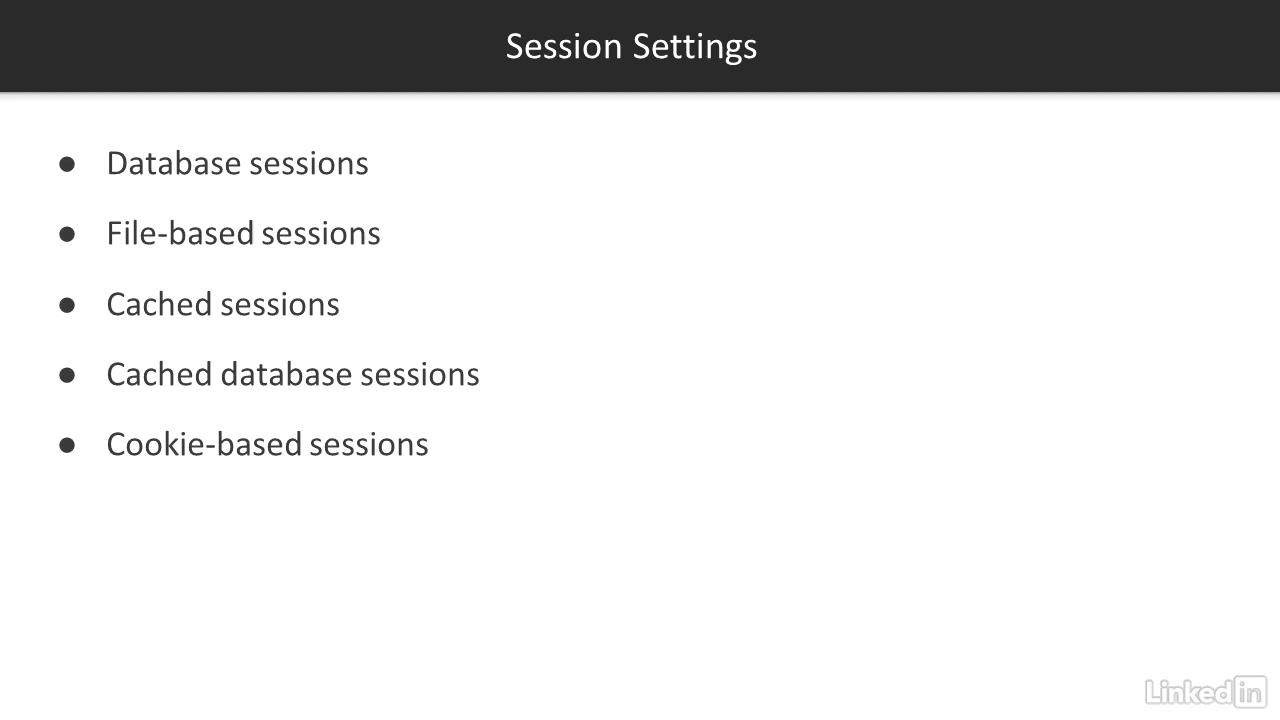 Session Settings
● Database sessions
● File-based sessions
● Cached sessions
● Cached database sessions
● Cookie-based sessions
Linked in